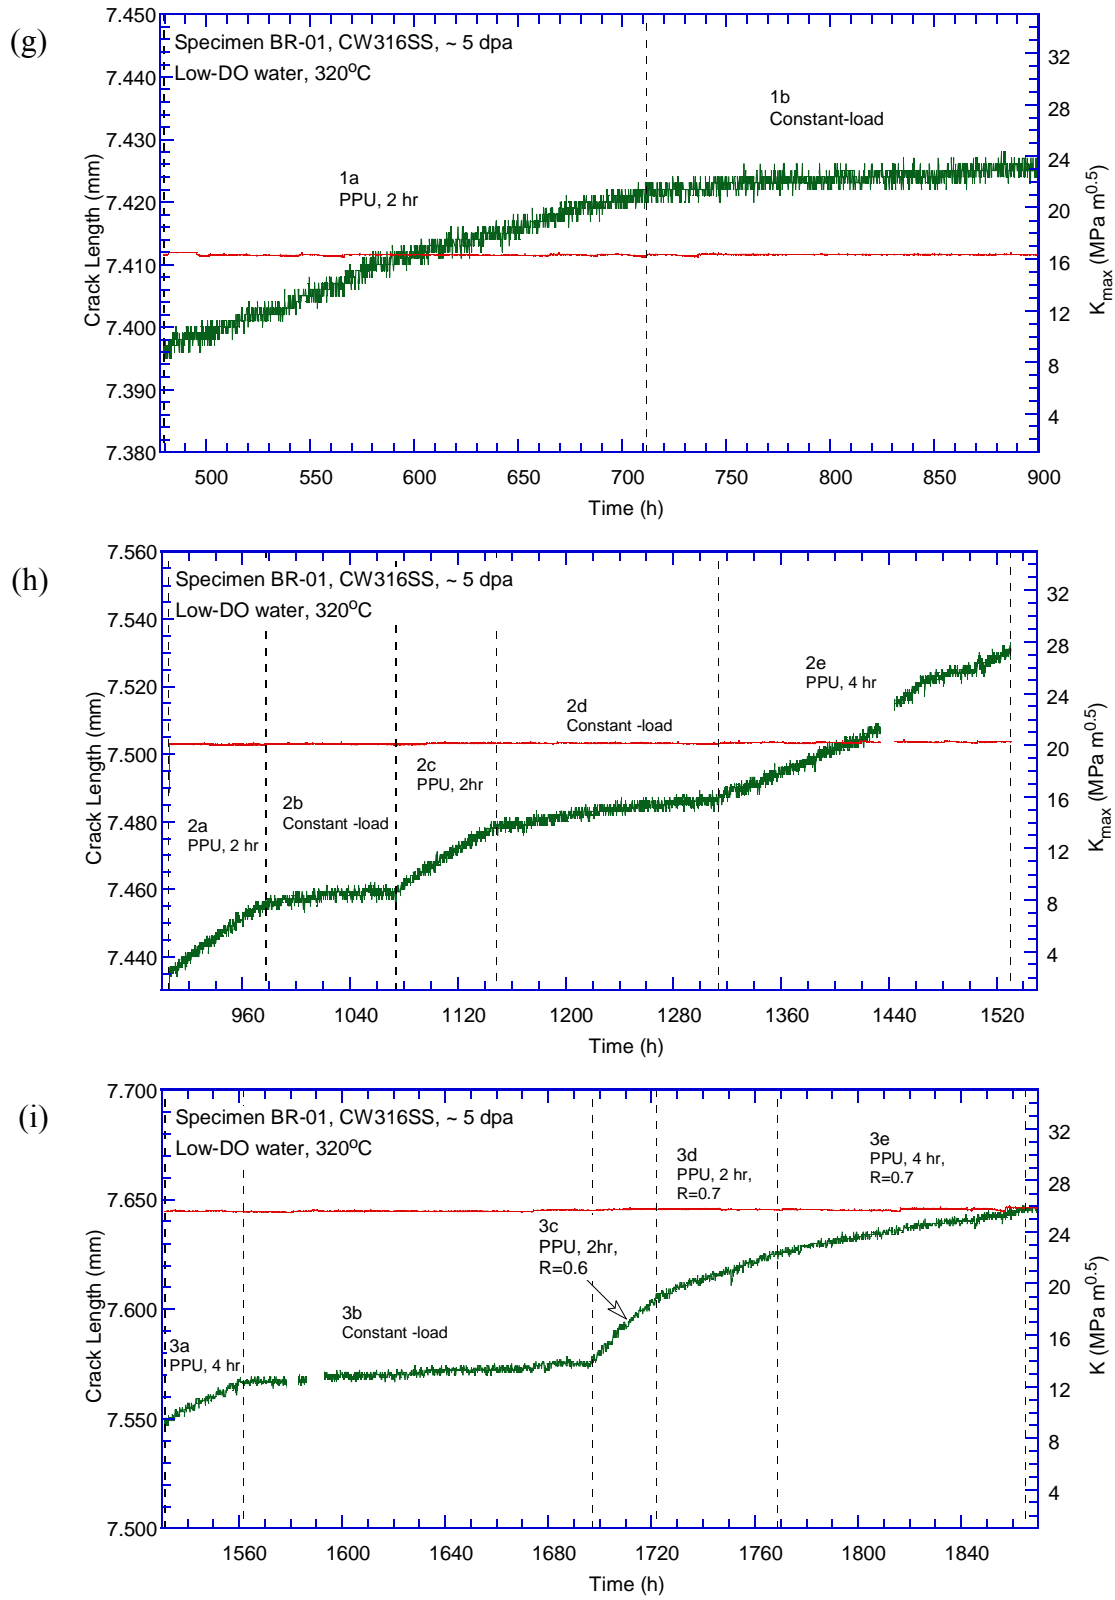 (g)
7.450
7.440
7.430
7.420
7.410
7.400
7.390
7.380
Crack Length (mm)
Specimen BR-01, CW316SS, ~ 5 dpa
Low-DO water, 320°C
1a
PPU, 2 hr
1b
Constant-load
32
28
24
20
16
12
8
4
K_max (MPa m^0.5)
500 550 600 650 700 750 800 850 900
Time (h)
(h)
7.560
7.540
7.520
7.500
7.480
7.460
7.440
Crack Length (mm)
Specimen BR-01, CW316SS, ~ 5 dpa
Low-DO water, 320°C
2a
PPU, 2 hr
2b
Constant -load
2c
PPU, 2hr
2d
Constant -load
2e
PPU, 4 hr
32
28
24
20
16
12
8
4
K_max (MPa m^0.5)
960 1040 1120 1200 1280 1360 1440 1520
Time (h)
(i)
7.700
7.650
7.600
7.550
7.500
Crack Length (mm)
Specimen BR-01, CW316SS, ~ 5 dpa
Low-DO water, 320°C
3a
PPU, 4 hr
3b
Constant -load
3c
PPU, 2hr,
R=0.6
3d
PPU, 2 hr,
R=0.7
3e
PPU, 4 hr,
R=0.7
32
28
24
20
16
12
8
4
K (MPa m^0.5)
1560 1600 1640 1680 1720 1760 1800 1840
Time (h)